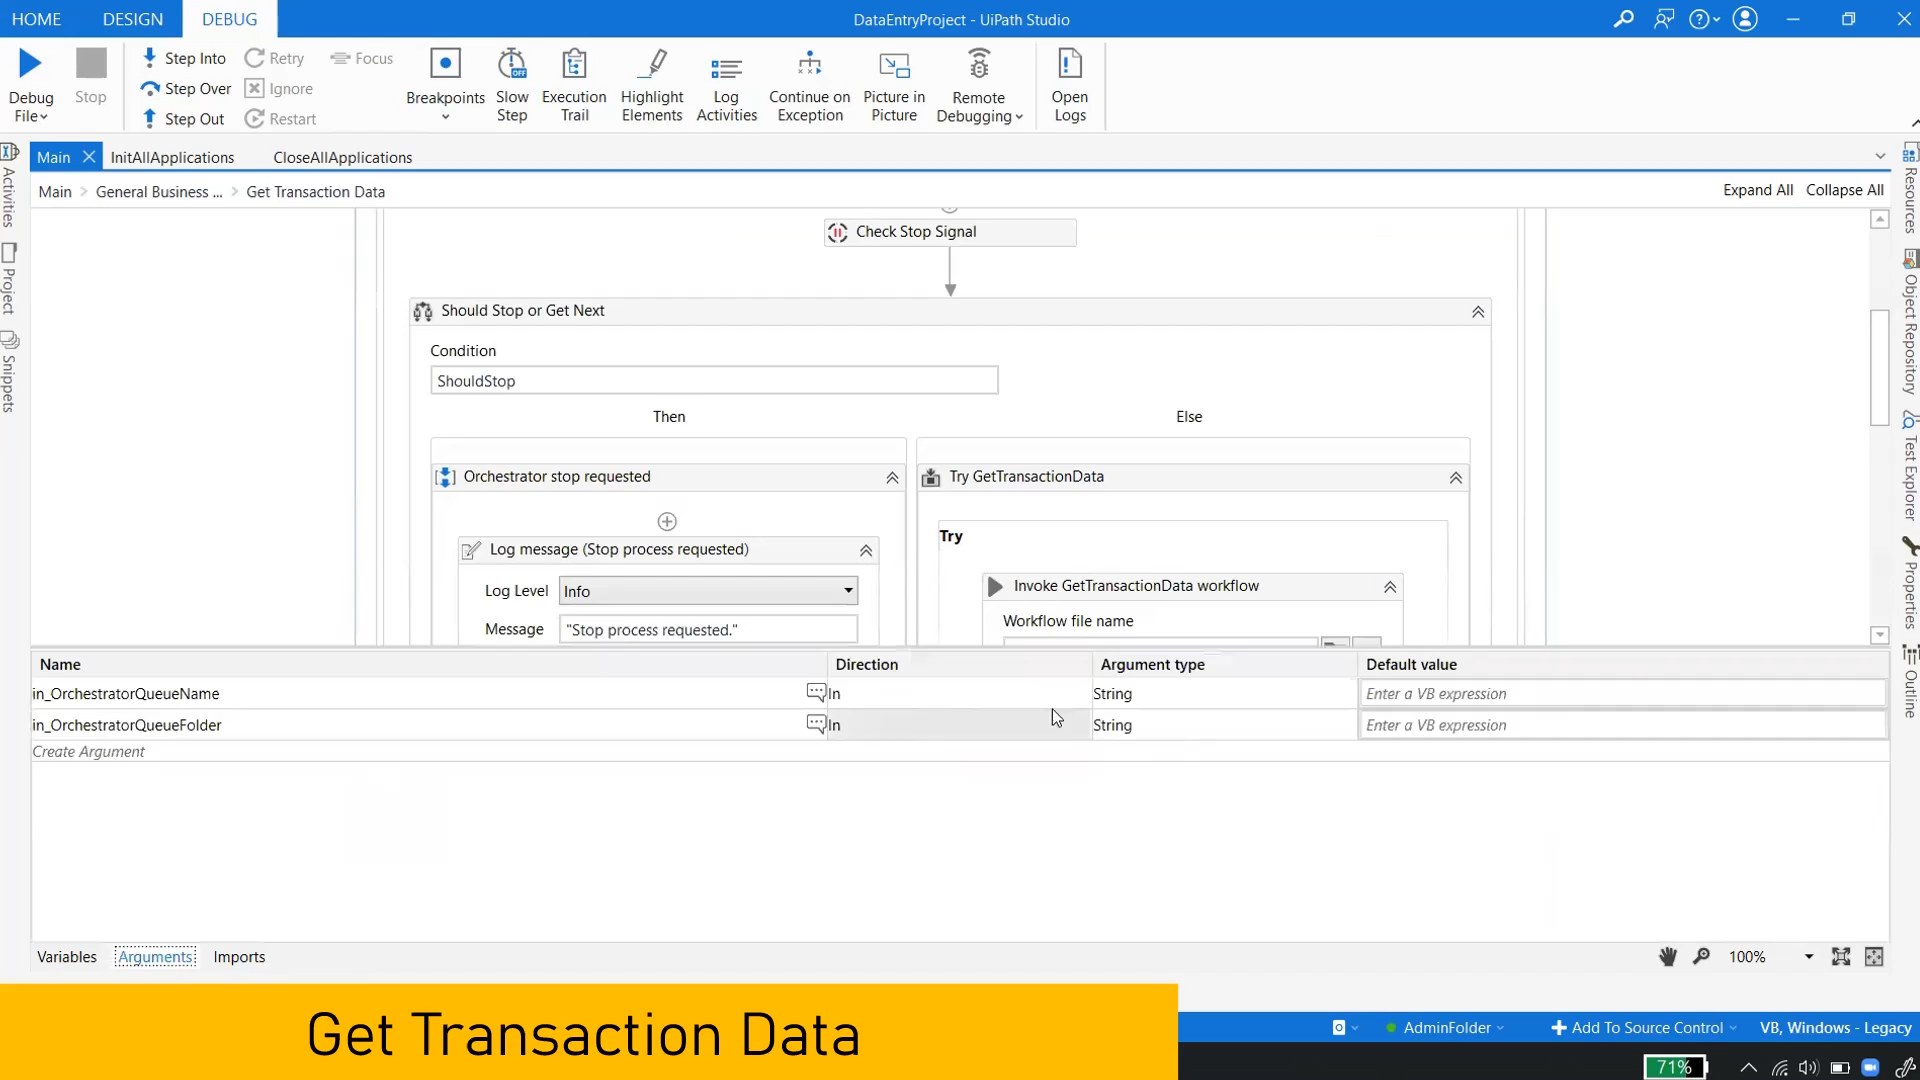 HOME DESIGN DEBUG
DataEntryProject - UiPath Studio
Debug File
Stop
Step Into
Step Over
Step Out
Retry
Ignore
Restart
Focus
Breakpoints
Slow Step
OFF
Execution Trail
Highlight Elements
Log Activities
Continue on Exception
Picture in Picture
Remote Debugging
Open Logs
Main InitAllApplications CloseAllApplications
Main > General Business ... > Get Transaction Data
Expand All Collapse All
Activities
Project
Snippets
Resources
Object Repository
Test Explorer
Properties
Outline
Check Stop Signal
Should Stop or Get Next
Condition
ShouldStop
Then
Else
Orchestrator stop requested
Try GetTransactionData
Try
Log message (Stop process requested)
Invoke GetTransactionData workflow
Log Level Info
Workflow file name
Message "Stop process requested."
Name Direction Argument type Default value
in_OrchestratorQueueName In String Enter a VB expression
in_OrchestratorQueueFolder In String Enter a VB expression
Create Argument
Variables Arguments Imports
100%
Get Transaction Data
AdminFolder
Add To Source Control
VB, Windows - Legacy
71%